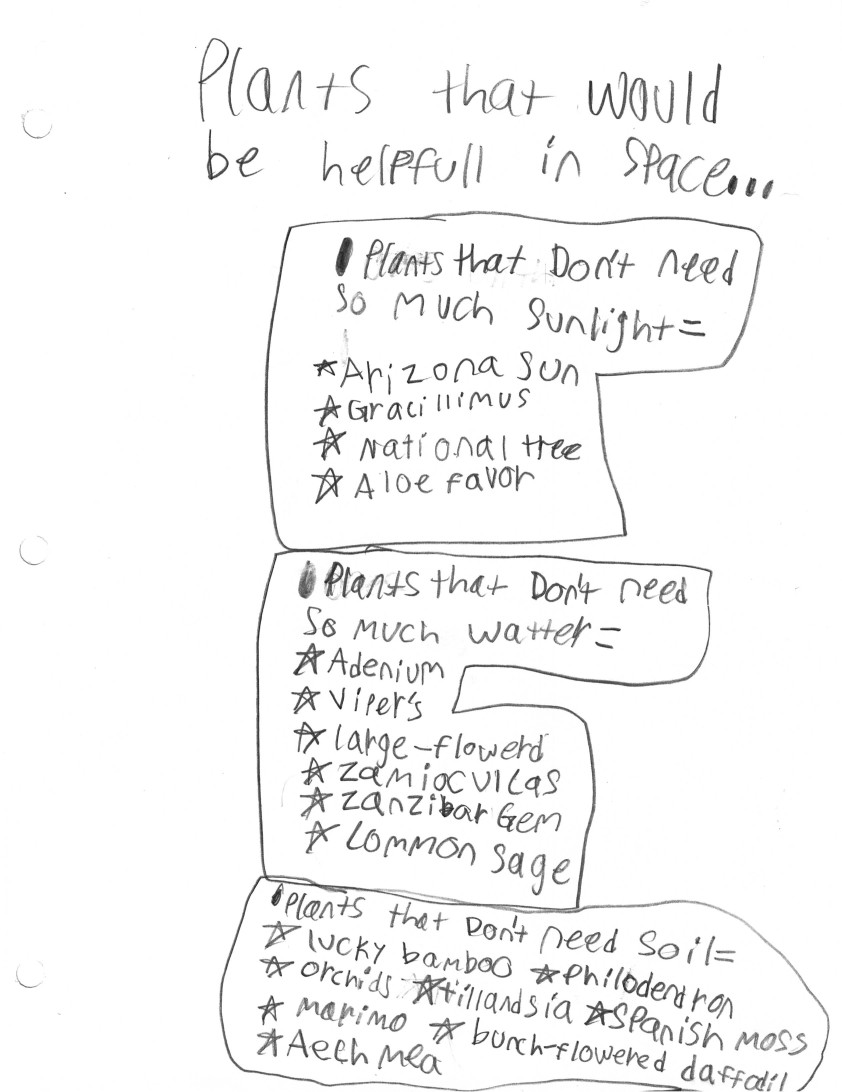 Plants that would
be helpfull in space...
Plants that Don't need
so much sunlight=
☆Arizona sun
☆Gracillimus
☆national tree
☆Aloe favor
Plants that Don't need
so much watter=
☆Adenium
☆Viper's
☆large-flowerd
☆zamioculcas
☆zanzibar Gem
☆common sage
Plants that Don't need soil=
☆lucky bamboo ☆Philodendron
☆orchids ☆tillandsia ☆spanish moss
☆marimo ☆bunch-flowered daffodil
☆Aechmea